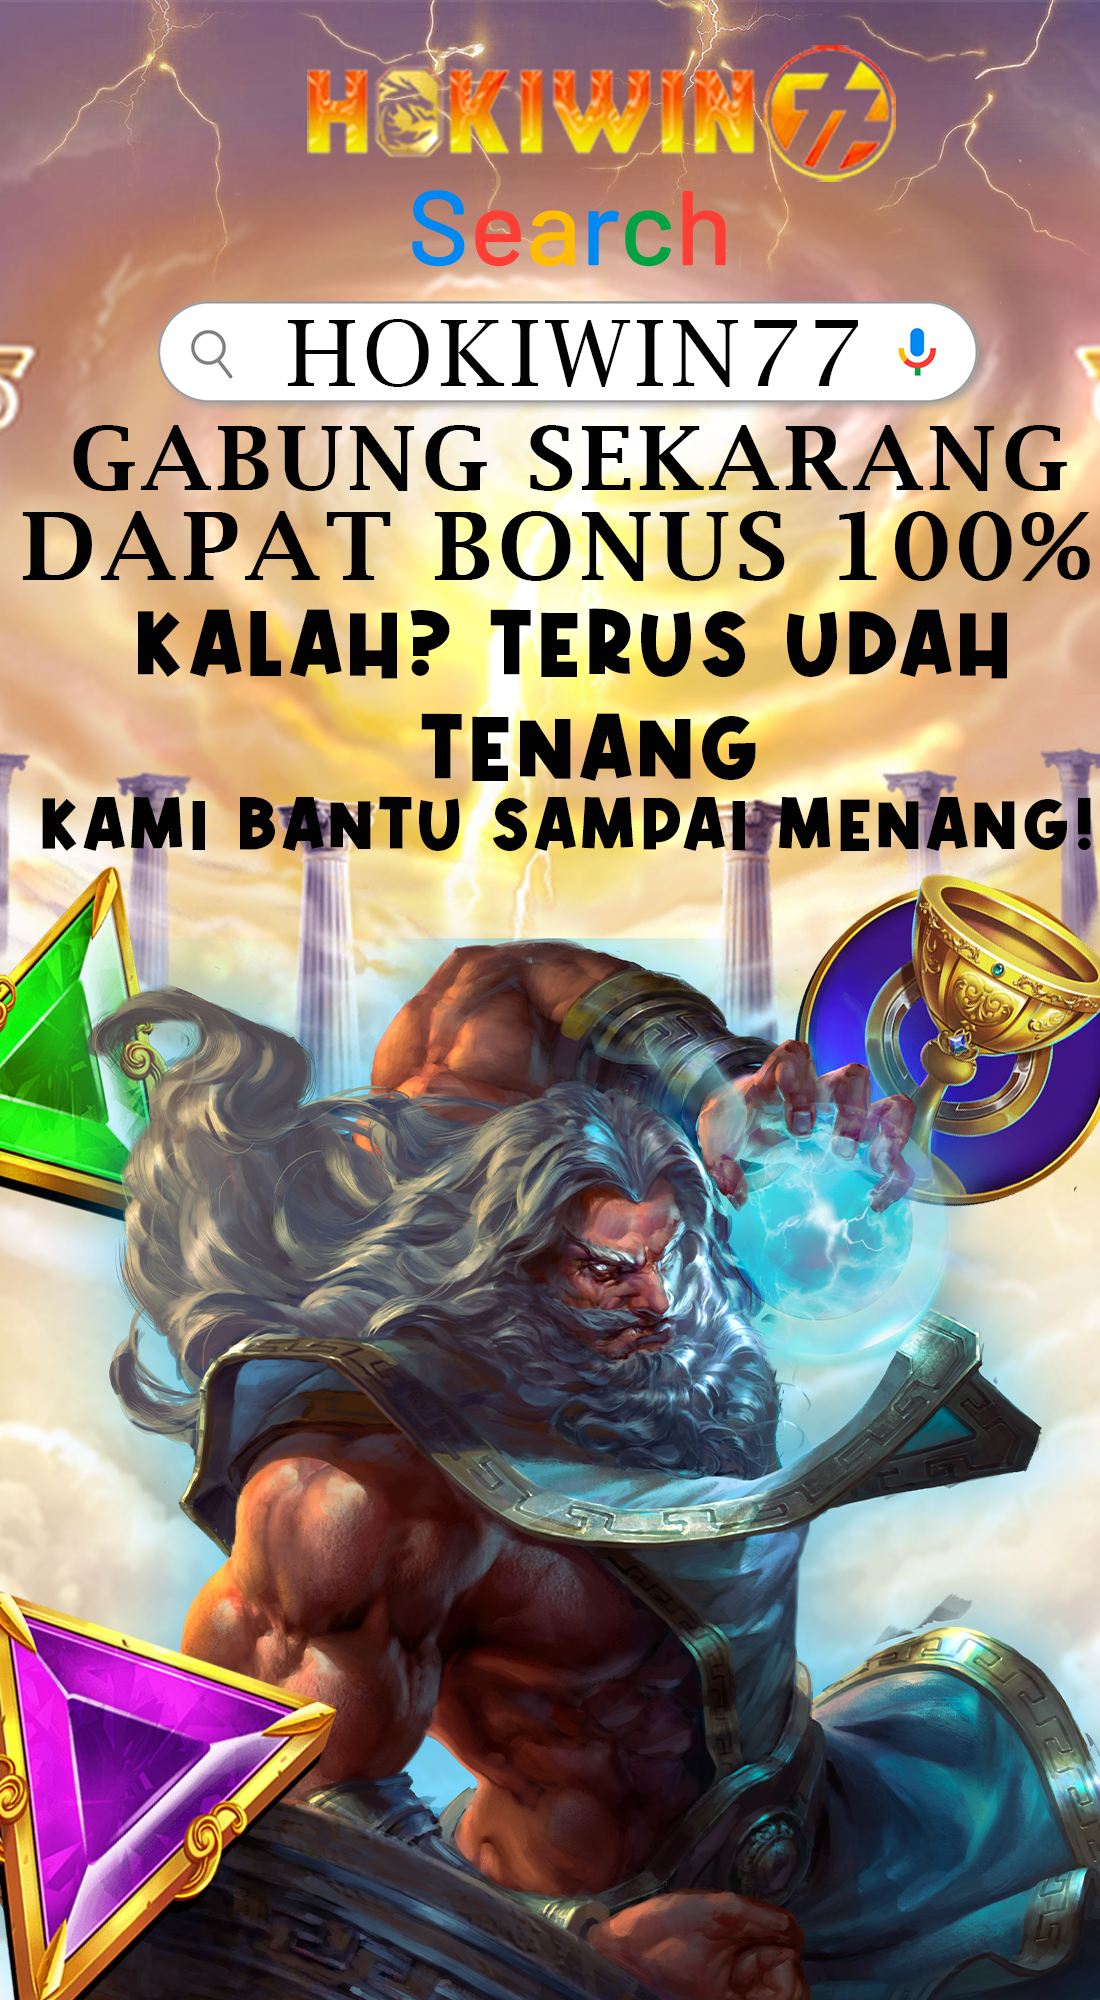 HOKIWIN77
Search
HOKIWIN77
GABUNG SEKARANG
DAPAT BONUS 100%
KALAH? TERUS UDAH
TENANG
KAMI BANTU SAMPAI MENANG!